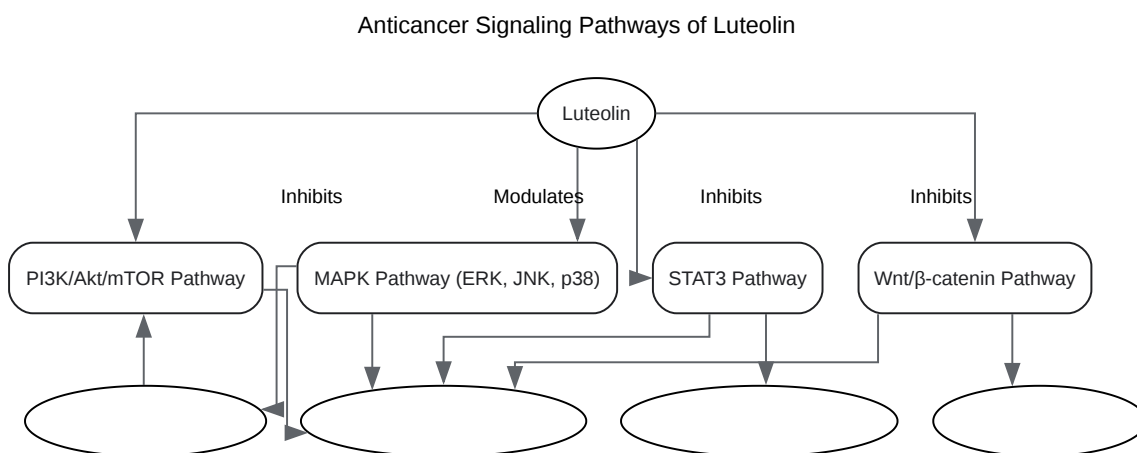 Anticancer Signaling Pathways of Luteolin
Luteolin
Inhibits
Modulates
Inhibits
Inhibits
PI3K/Akt/mTOR Pathway
MAPK Pathway (ERK, JNK, p38)
STAT3 Pathway
Wnt/β-catenin Pathway